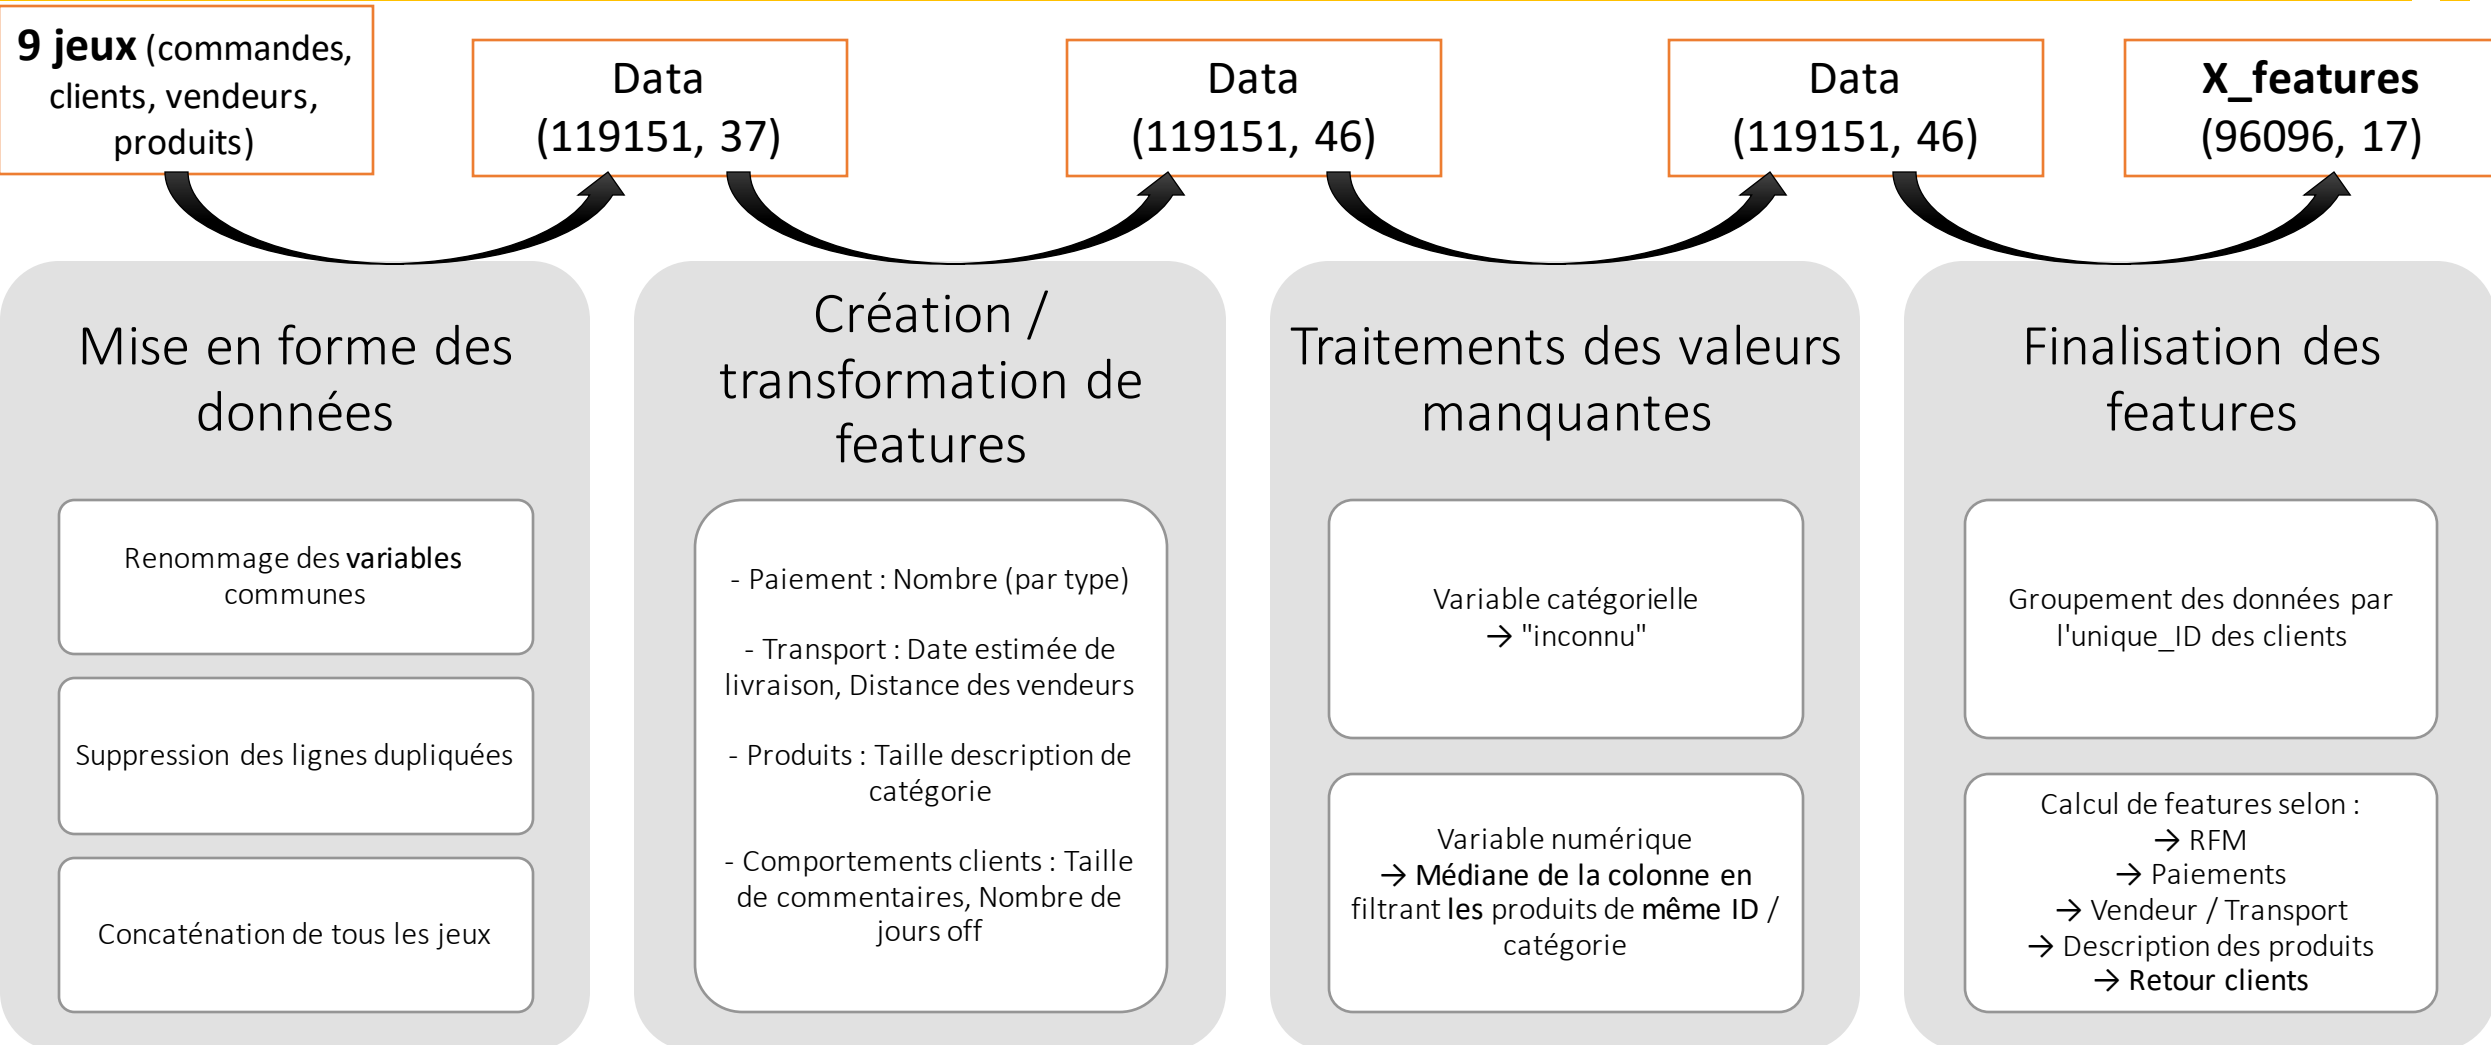 9 jeux (commandes,
clients, vendeurs,
produits)
Data
(119151, 37)
Data
(119151, 46)
Data
(119151, 46)
X_features
(96096, 17)
Mise en forme des
données
Renommage des variables
communes
Suppression des lignes dupliquées
Concaténation de tous les jeux
Création /
transformation de
features
- Paiement : Nombre (par type)
- Transport : Date estimée de
livraison, Distance des vendeurs
- Produits : Taille description de
catégorie
- Comportements clients : Taille
de commentaires, Nombre de
jours off
Traitements des valeurs
manquantes
Variable catégorielle
→ "inconnu"
Variable numérique
→ Médiane de la colonne en
filtrant les produits de même ID /
catégorie
Finalisation des
features
Groupement des données par
l'unique_ID des clients
Calcul de features selon :
→ RFM
→ Paiements
→ Vendeur / Transport
→ Description des produits
→ Retour clients